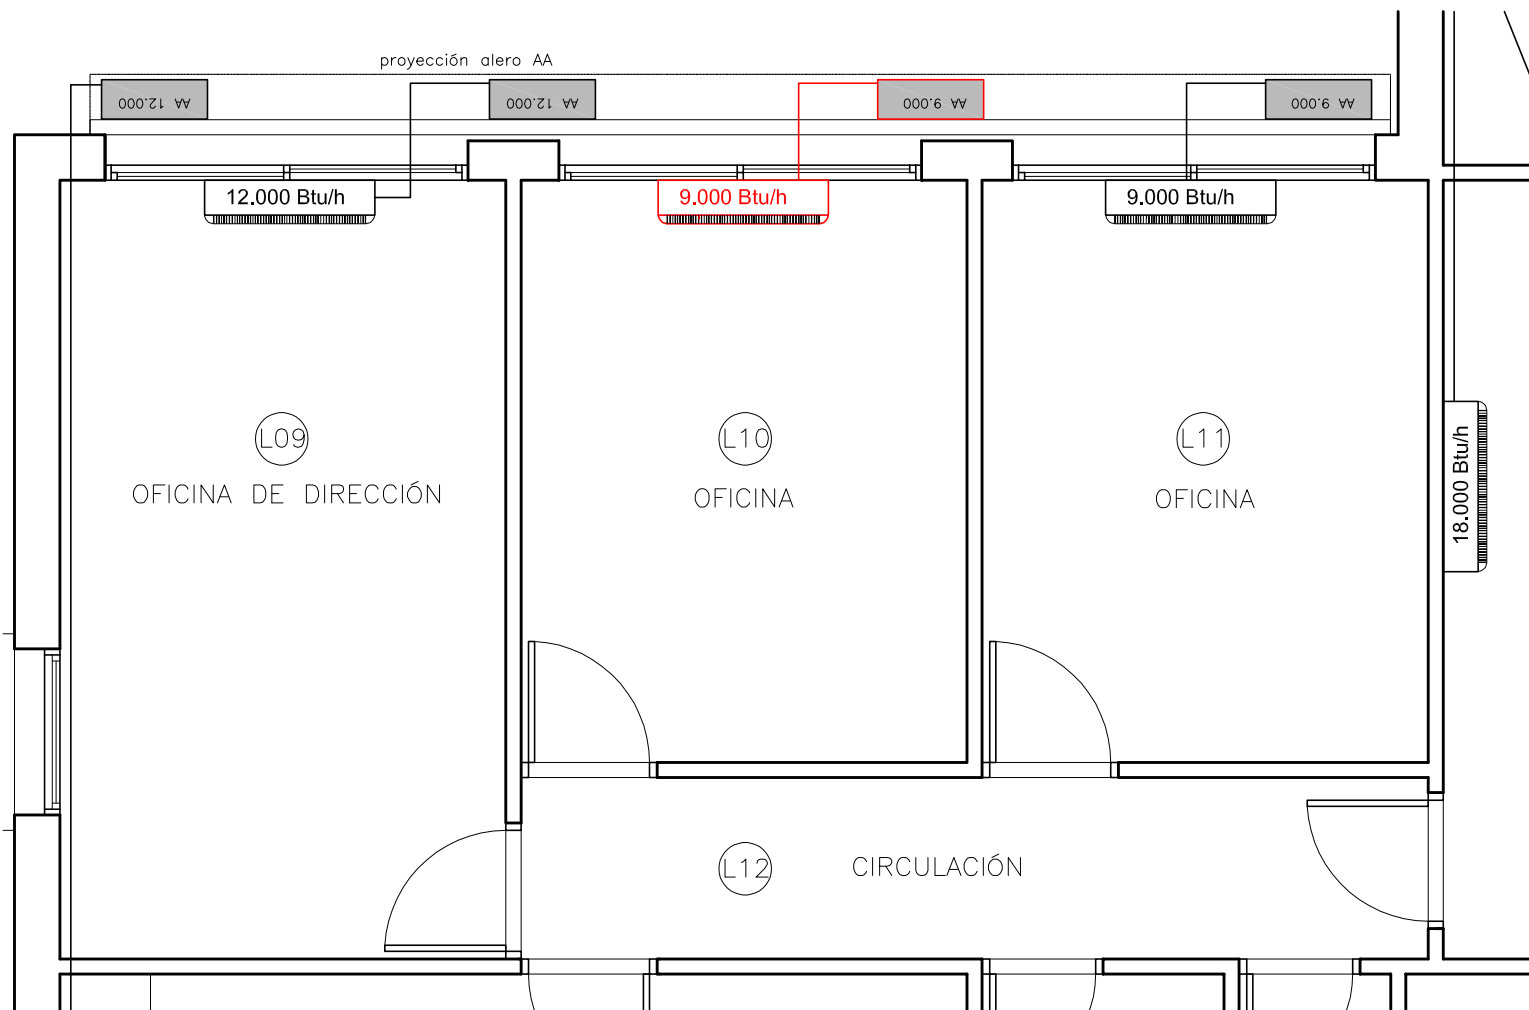 proyección alero AA
AA 12.000
AA 12.000
AA 9.000
AA 9.000
12.000 Btu/h
9.000 Btu/h
9.000 Btu/h
L09
OFICINA DE DIRECCIÓN
L10
OFICINA
L11
OFICINA
18.000 Btu/h
L12
CIRCULACIÓN